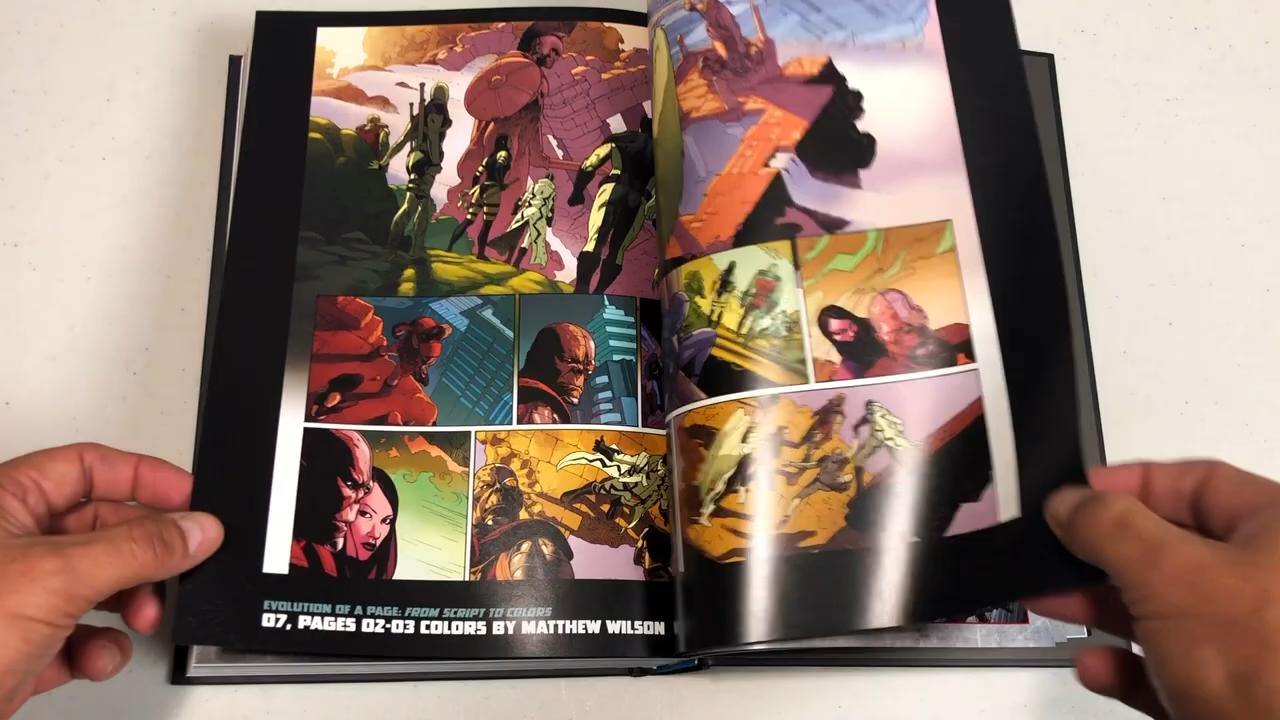 EVOLUTION OF A PAGE: FROM SCRIPT TO COLORS
07, PAGES 02-03 COLORS BY MATTHEW WILSON